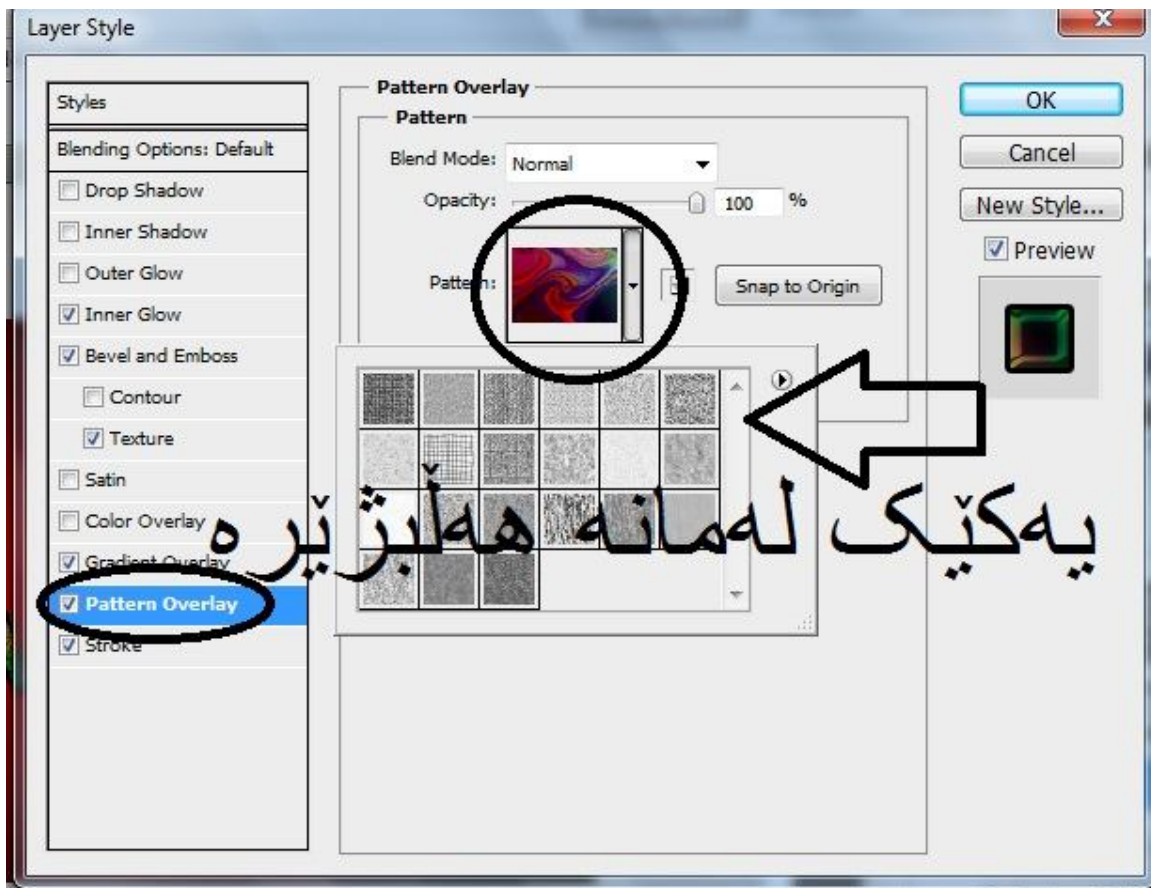 Layer Style
Styles
Blending Options: Default
Drop Shadow
Inner Shadow
Outer Glow
Inner Glow
Bevel and Emboss
Contour
Texture
Satin
Color Overlay
Gradient Overlay
Pattern Overlay
Stroke
Pattern Overlay
Pattern
Blend Mode: Normal
Opacity: 100 %
Pattern:
Snap to Origin
یەکێک لەمانە هەڵبژێرە
OK
Cancel
New Style...
Preview